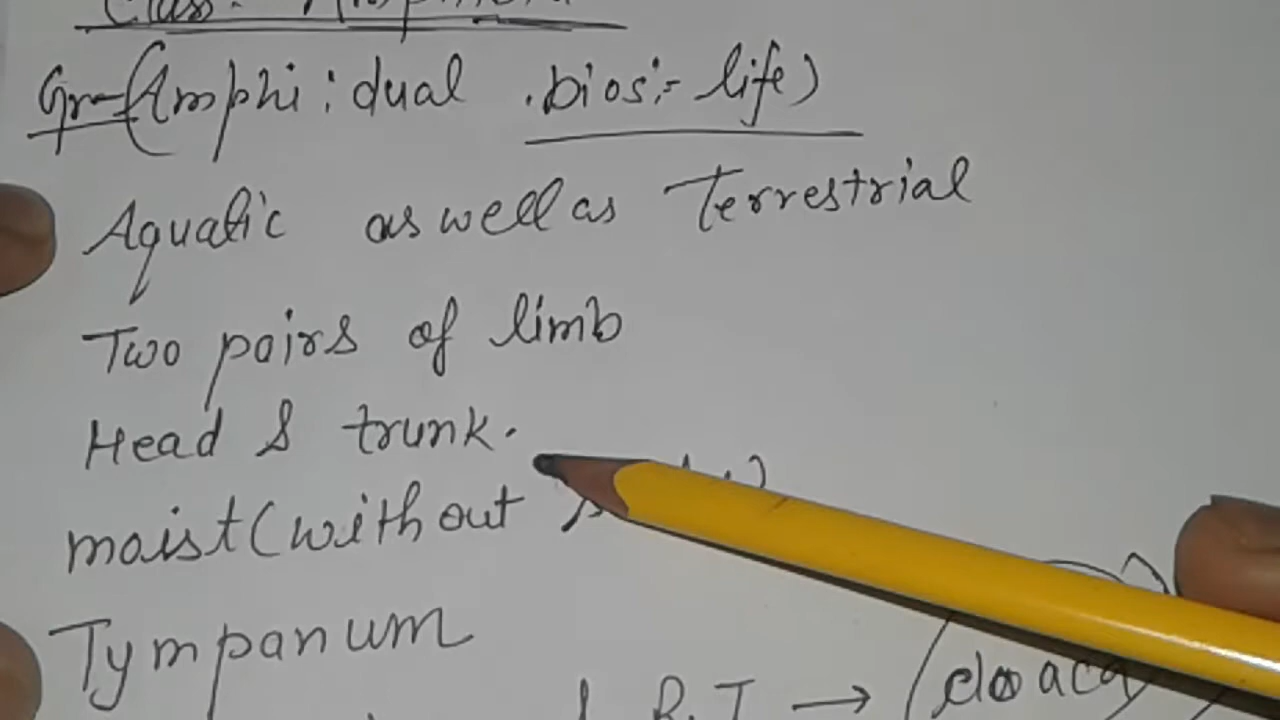 Class:
Gr-(Amphi : dual . bios :- life)
Aquatic as well as Terrestrial
Two pairs of limb
Head & trunk.
moist (without
Tympanum
R.T → (cloaca)